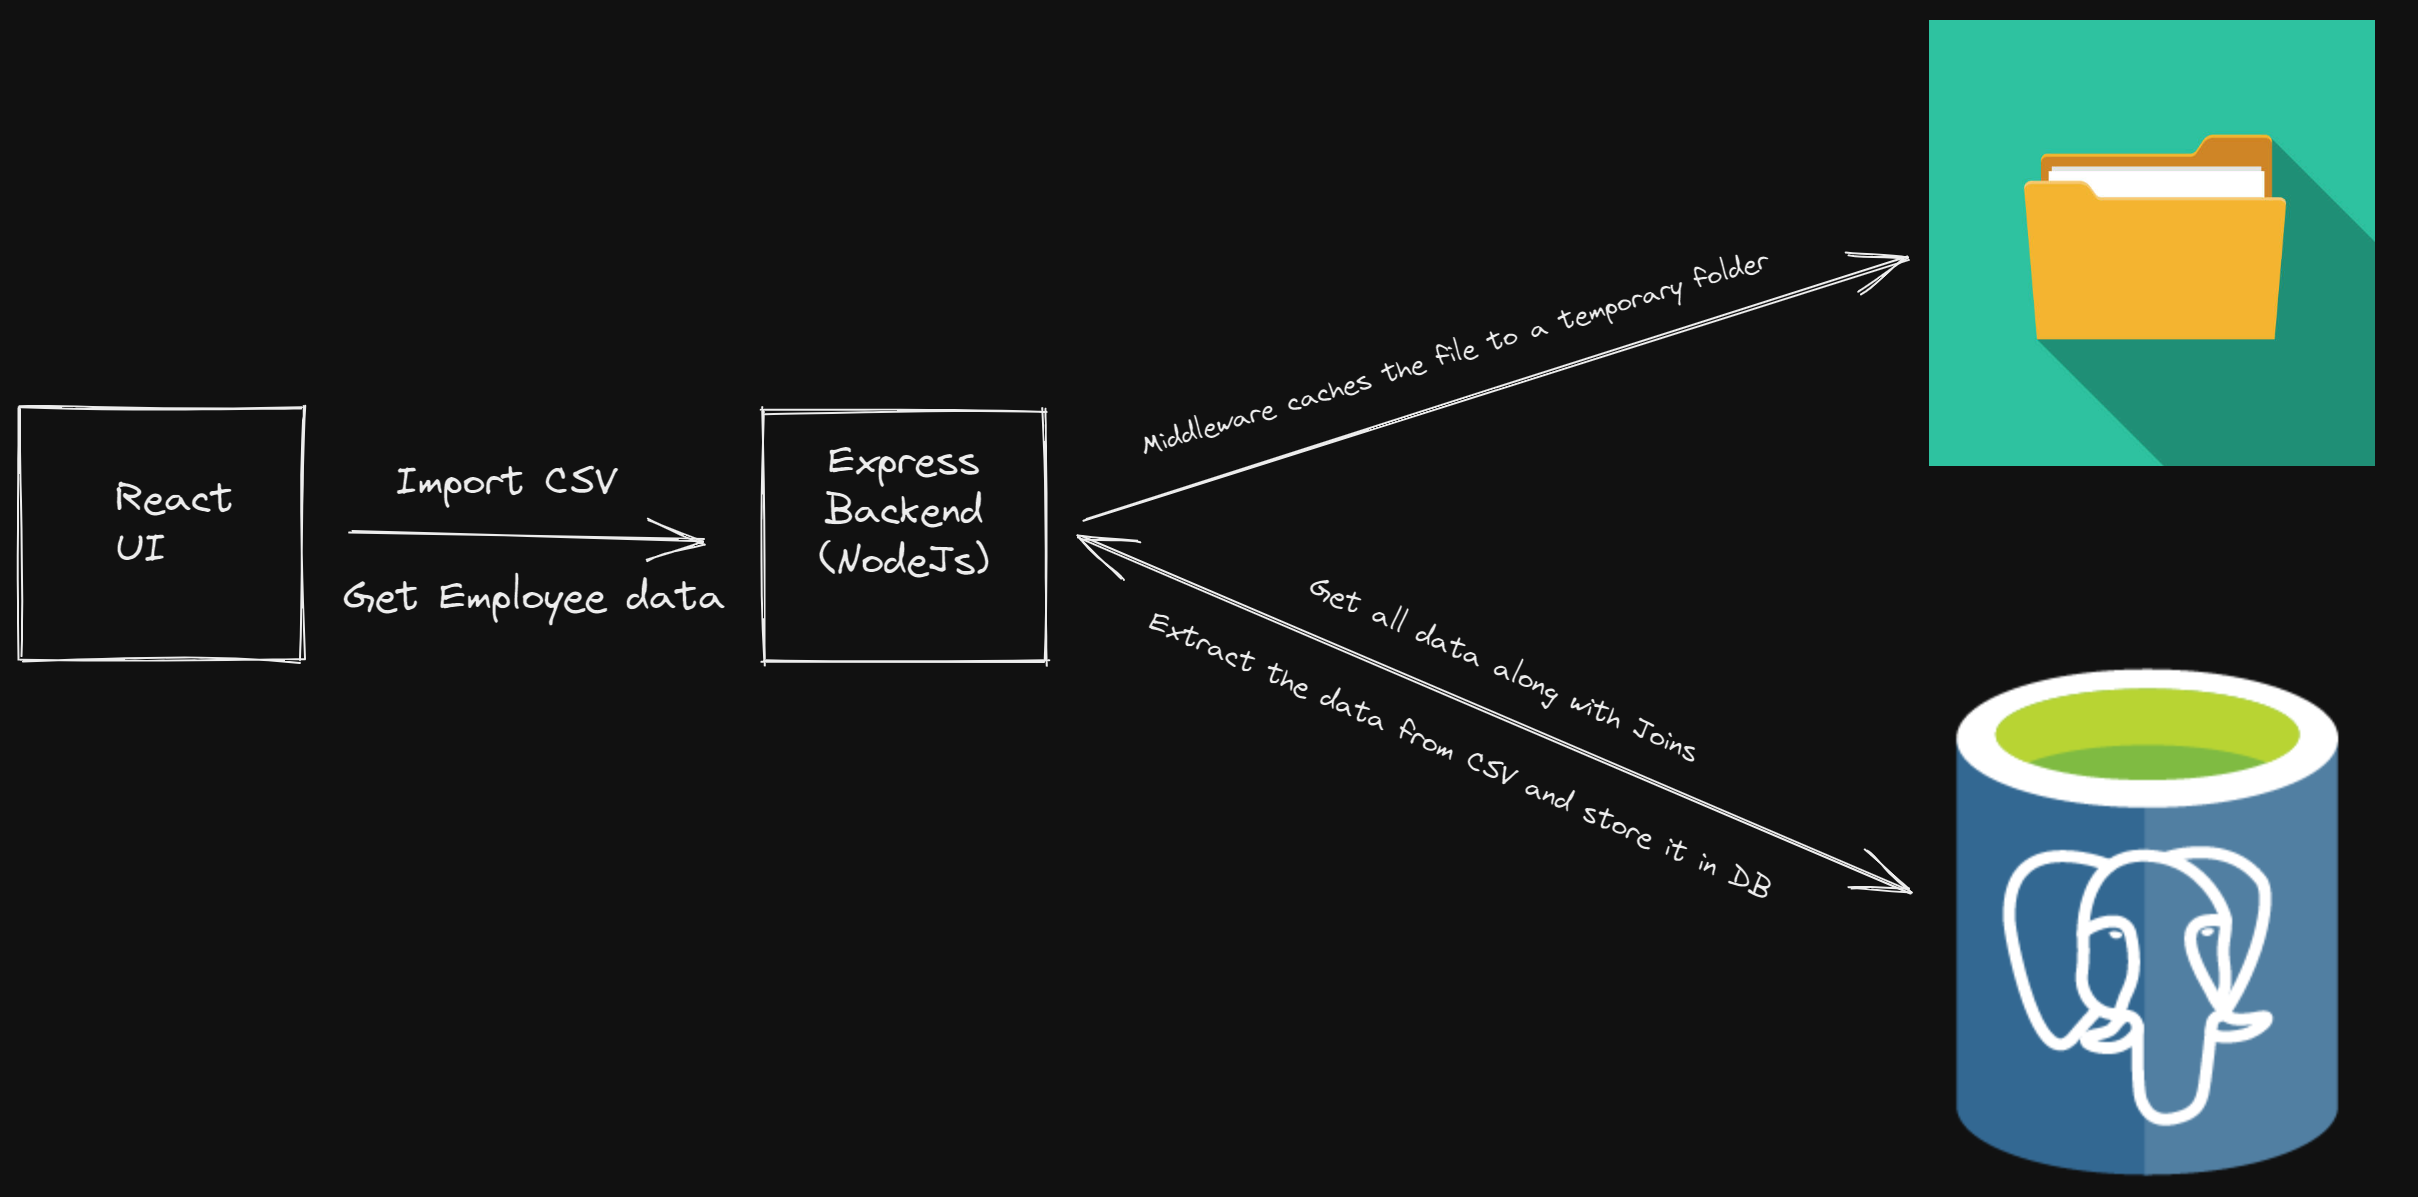 React
UI
Import CSV
Get Employee data
Express
Backend
(NodeJs)
Middleware caches the file to a temporary folder
Get all data along with Joins
Extract the data from CSV and store it in DB